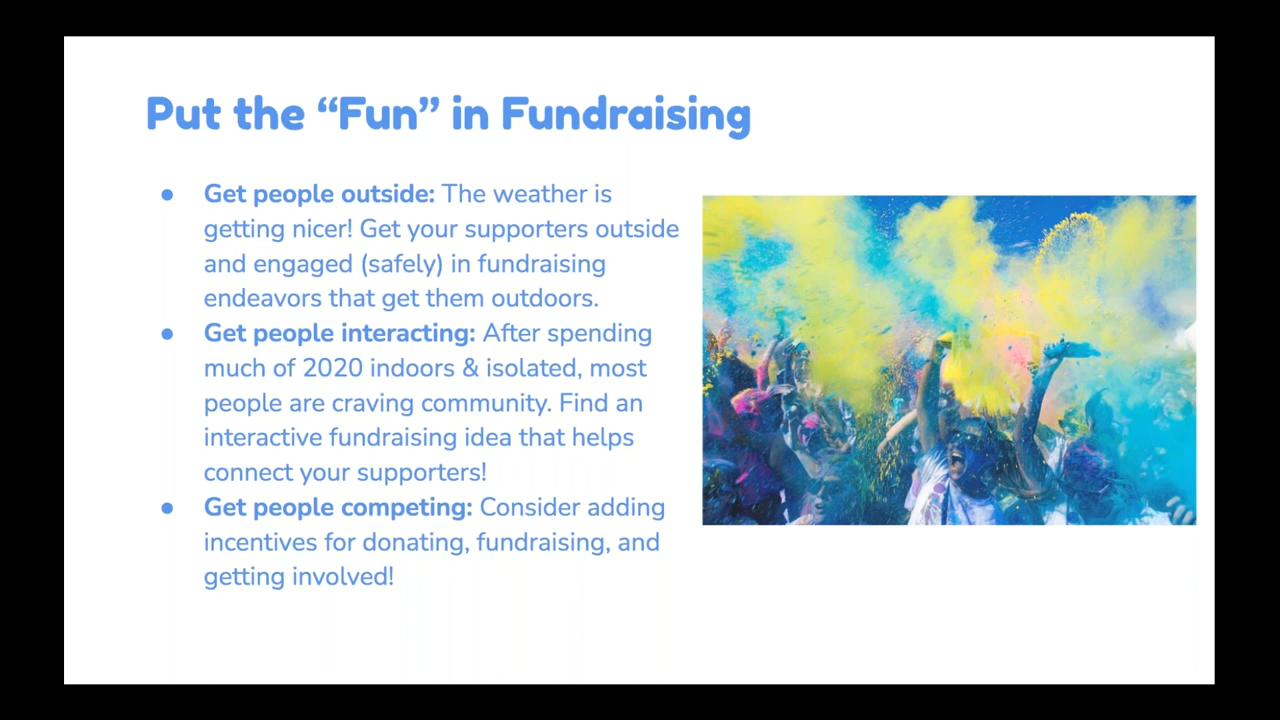 Put the “Fun” in Fundraising
● Get people outside: The weather is
getting nicer! Get your supporters outside
and engaged (safely) in fundraising
endeavors that get them outdoors.
● Get people interacting: After spending
much of 2020 indoors & isolated, most
people are craving community. Find an
interactive fundraising idea that helps
connect your supporters!
● Get people competing: Consider adding
incentives for donating, fundraising, and
getting involved!